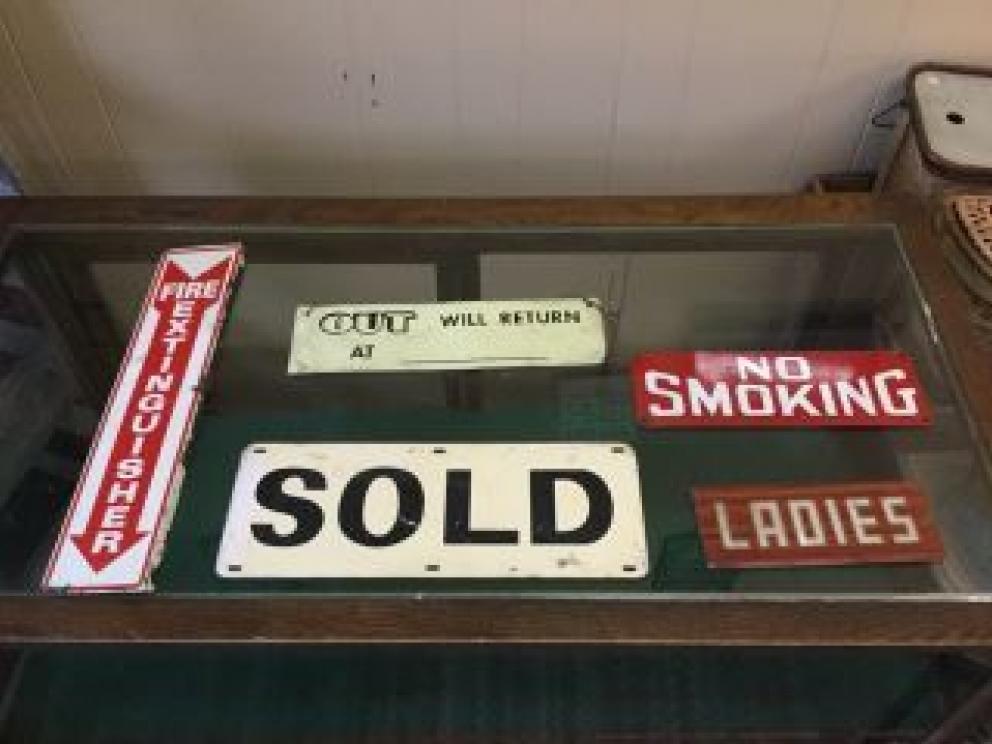 FIRE EXTINGUISHER
OUT WILL RETURN
AT
NO
SMOKING
SOLD
LADIES